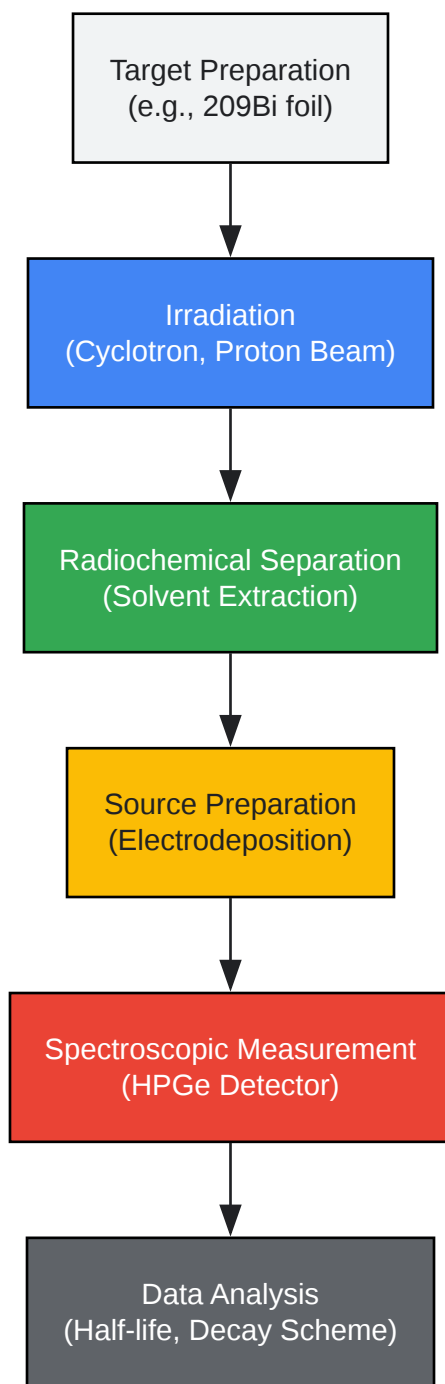 Target Preparation
(e.g., 209Bi foil)
Irradiation
(Cyclotron, Proton Beam)
Radiochemical Separation
(Solvent Extraction)
Source Preparation
(Electrodeposition)
Spectroscopic Measurement
(HPGe Detector)
Data Analysis
(Half-life, Decay Scheme)